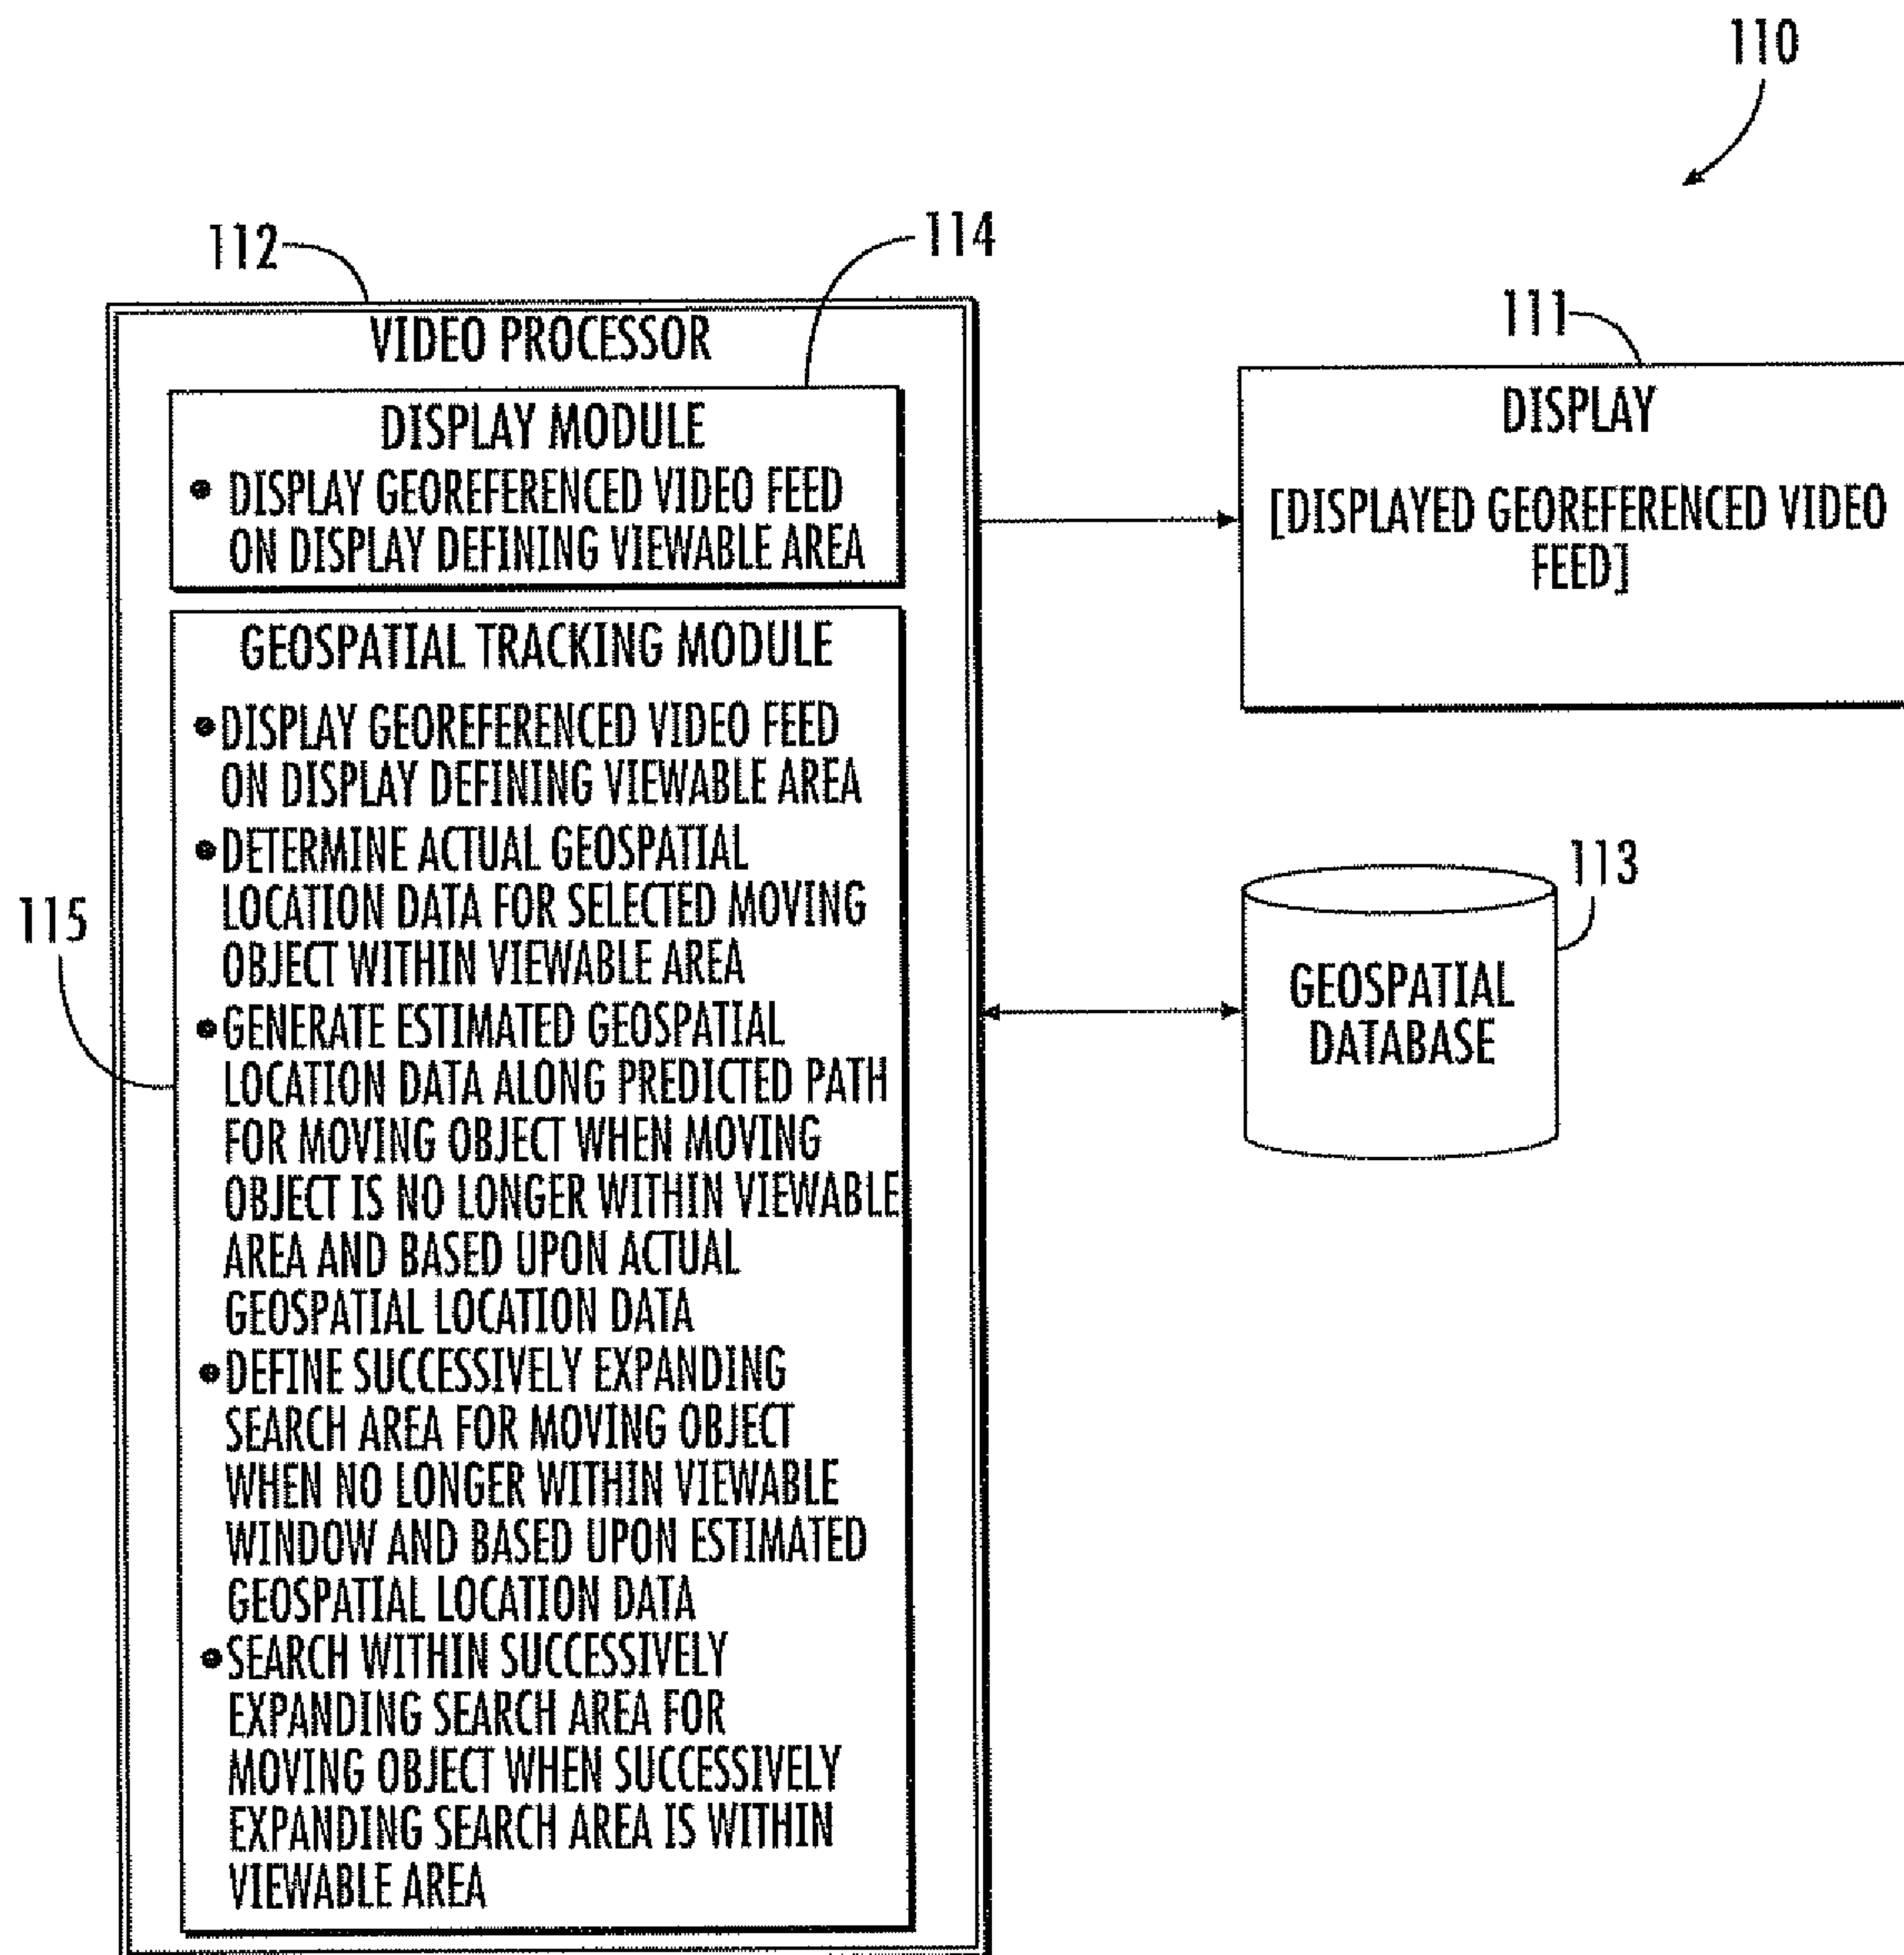 110
112
114
VIDEO PROCESSOR
DISPLAY MODULE
• DISPLAY GEOREFERENCED VIDEO FEED
ON DISPLAY DEFINING VIEWABLE AREA
GEOSPATIAL TRACKING MODULE
• DISPLAY GEOREFERENCED VIDEO FEED
ON DISPLAY DEFINING VIEWABLE AREA
• DETERMINE ACTUAL GEOSPATIAL
LOCATION DATA FOR SELECTED MOVING
OBJECT WITHIN VIEWABLE AREA
• GENERATE ESTIMATED GEOSPATIAL
LOCATION DATA ALONG PREDICTED PATH
FOR MOVING OBJECT WHEN MOVING
OBJECT IS NO LONGER WITHIN VIEWABLE
AREA AND BASED UPON ACTUAL
GEOSPATIAL LOCATION DATA
• DEFINE SUCCESSIVELY EXPANDING
SEARCH AREA FOR MOVING OBJECT
WHEN NO LONGER WITHIN VIEWABLE
WINDOW AND BASED UPON ESTIMATED
GEOSPATIAL LOCATION DATA
• SEARCH WITHIN SUCCESSIVELY
EXPANDING SEARCH AREA FOR
MOVING OBJECT WHEN SUCCESSIVELY
EXPANDING SEARCH AREA IS WITHIN
VIEWABLE AREA
115
111
DISPLAY
[DISPLAYED GEOREFERENCED VIDEO
FEED]
113
GEOSPATIAL
DATABASE